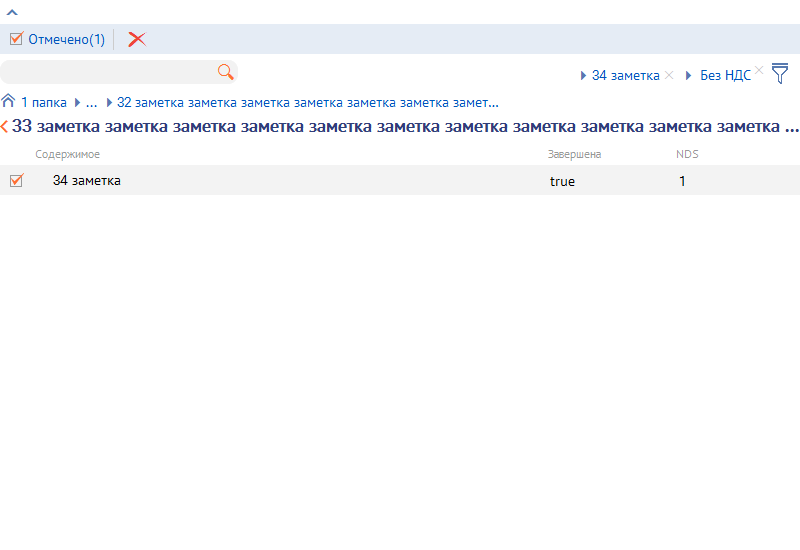 Отмечено(1)
34 заметка Без НДС
1 папка ... 32 заметка заметка заметка заметка заметка заметка замет...
33 заметка заметка заметка заметка заметка заметка заметка заметка заметка заметка заметка ...
Содержимое Завершена NDS
34 заметка true 1